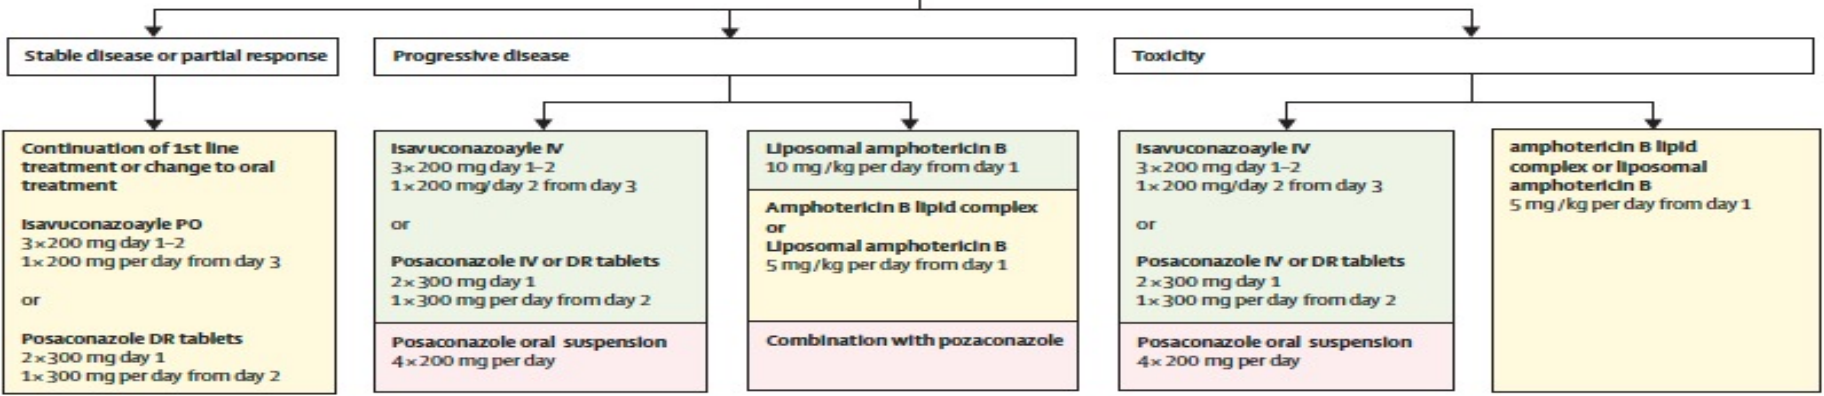 Stable disease or partial response
Progressive disease
Toxicity
Continuation of 1st line
treatment or change to oral
treatment
Isavuconazoayle PO
3×200 mg day 1–2
1×200 mg per day from day 3
or
Posaconazole DR tablets
2×300 mg day 1
1×300 mg per day from day 2
Isavuconazoayle IV
3×200 mg day 1–2
1×200 mg/day 2 from day 3
or
Posaconazole IV or DR tablets
2×300 mg day 1
1×300 mg per day from day 2
Posaconazole oral suspension
4×200 mg per day
Liposomal amphotericin B
10 mg/kg per day from day 1
Amphotericin B lipid complex
or
Liposomal amphotericin B
5 mg/kg per day from day 1
Combination with pozaconazole
Isavuconazoayle IV
3×200 mg day 1–2
1×200 mg/day 2 from day 3
or
Posaconazole IV or DR tablets
2×300 mg day 1
1×300 mg per day from day 2
Posaconazole oral suspension
4×200 mg per day
amphotericin B lipid
complex or liposomal
amphotericin B
5 mg/kg per day from day 1